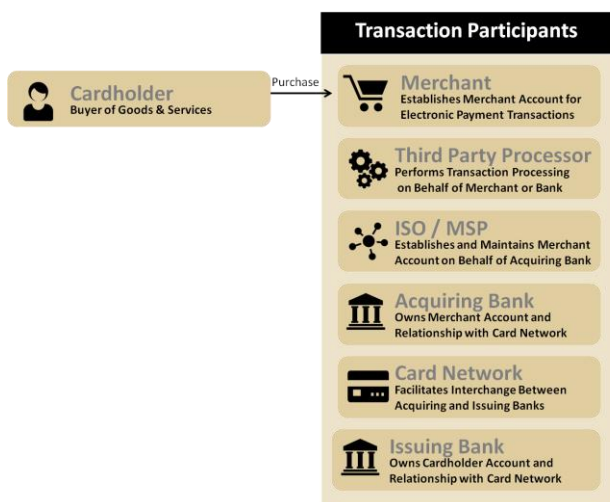 Transaction Participants
Cardholder
Buyer of Goods & Services
Purchase
Merchant
Establishes Merchant Account for
Electronic Payment Transactions
Third Party Processor
Performs Transaction Processing
on Behalf of Merchant or Bank
ISO / MSP
Establishes and Maintains Merchant
Account on Behalf of Acquiring Bank
Acquiring Bank
Owns Merchant Account and
Relationship with Card Network
Card Network
Facilitates Interchange Between
Acquiring and Issuing Banks
Issuing Bank
Owns Cardholder Account and
Relationship with Card Network